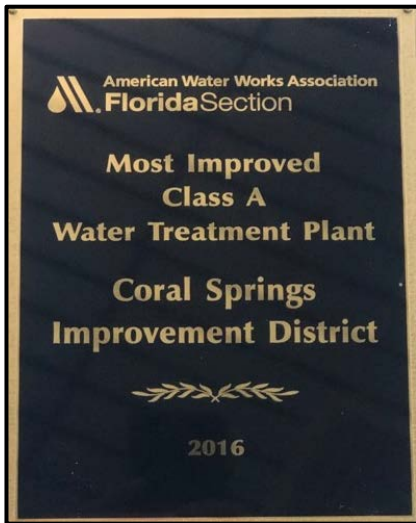 American Water Works Association
FloridaSection
Most Improved
Class A
Water Treatment Plant
Coral Springs
Improvement District
2016